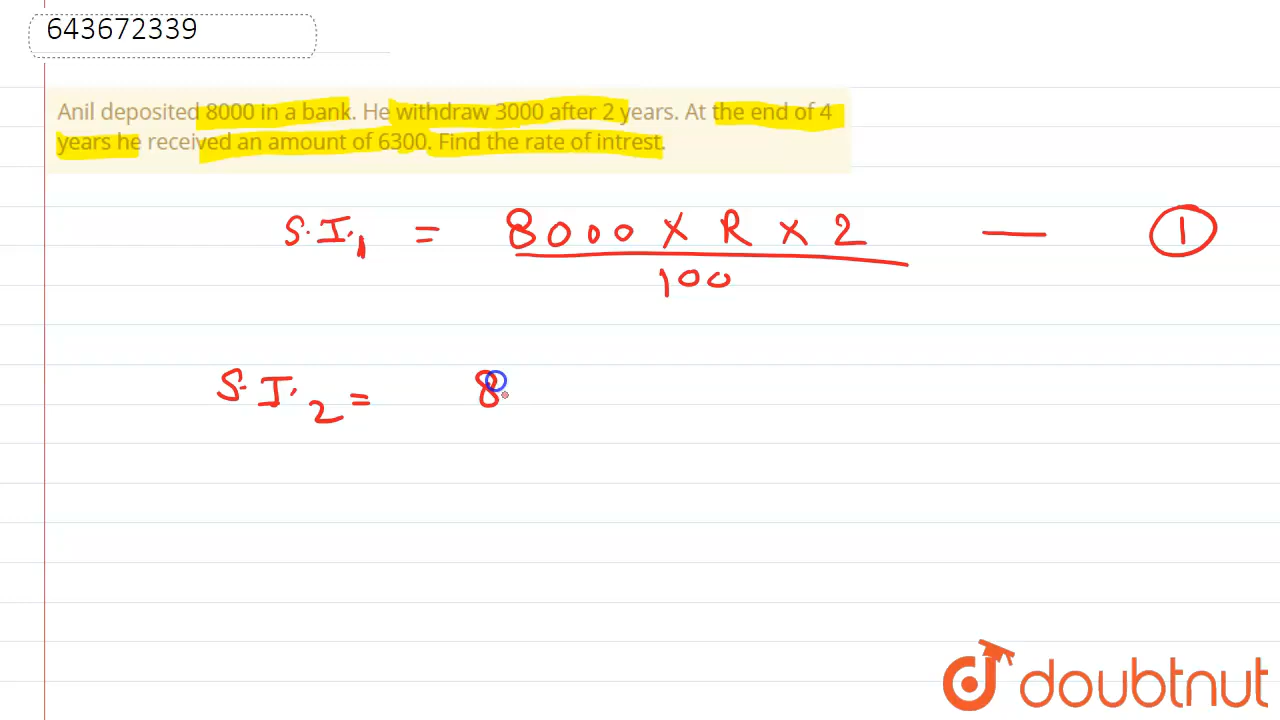 643672339
Anil deposited 8000 in a bank. He withdraw 3000 after 2 years. At the end of 4
years he received an amount of 6300. Find the rate of intrest.
S.I.1 = 8000 X R X 2 — 1
100
S.I.2 = 8
doubtnut